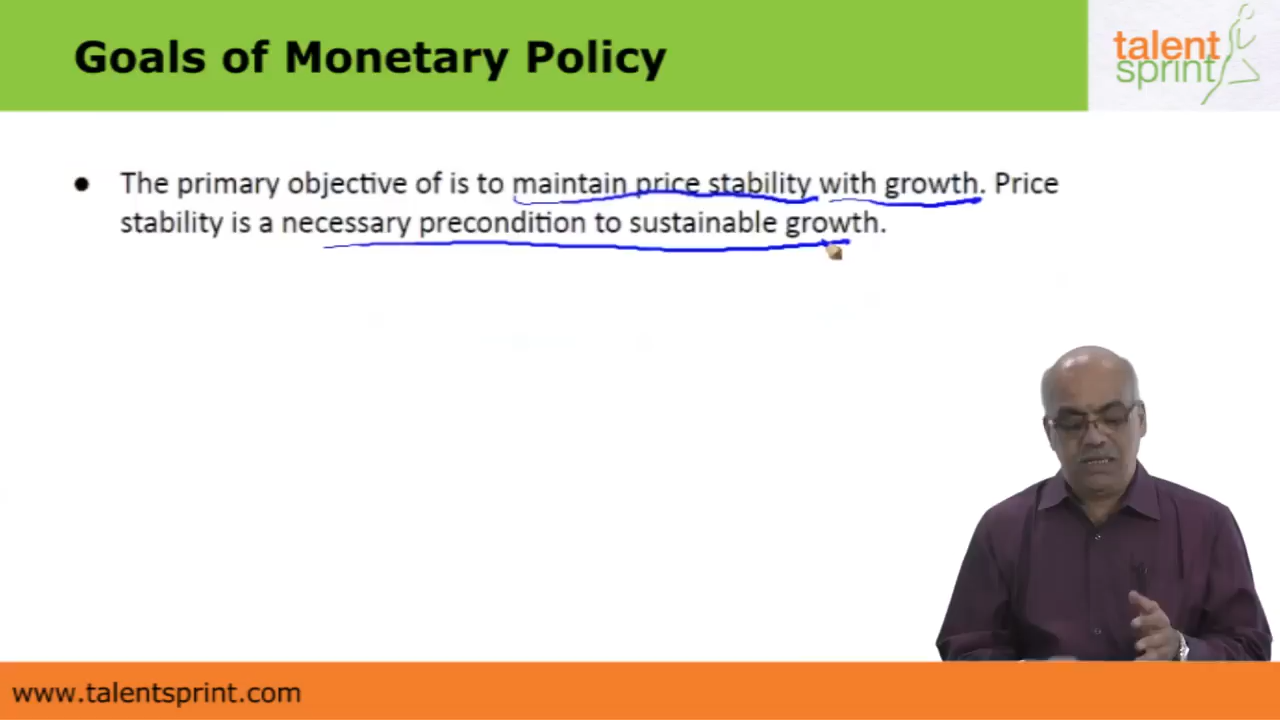 Goals of Monetary Policy
talent
sprint
● The primary objective of is to maintain price stability with growth. Price
stability is a necessary precondition to sustainable growth.
www.talentsprint.com